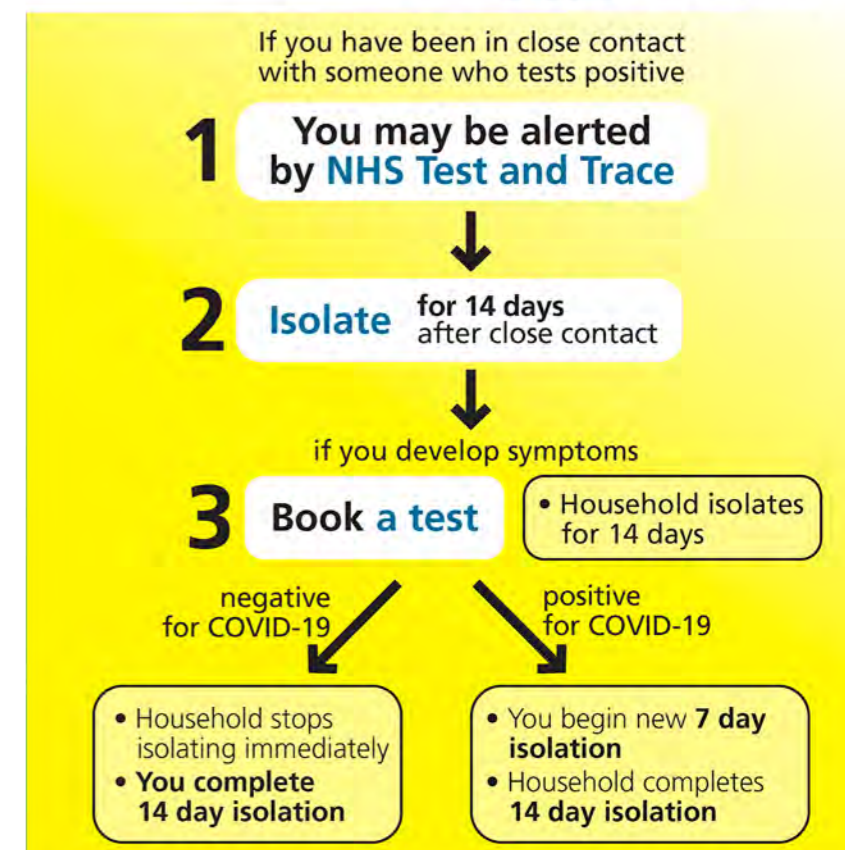 If you have been in close contact
with someone who tests positive
1
You may be alerted
by NHS Test and Trace
2
Isolate
for 14 days
after close contact
if you develop symptoms
3
Book a test
• Household isolates
for 14 days
negative
for COVID-19
positive
for COVID-19
• Household stops
isolating immediately
• You complete
14 day isolation
• You begin new 7 day
isolation
• Household completes
14 day isolation